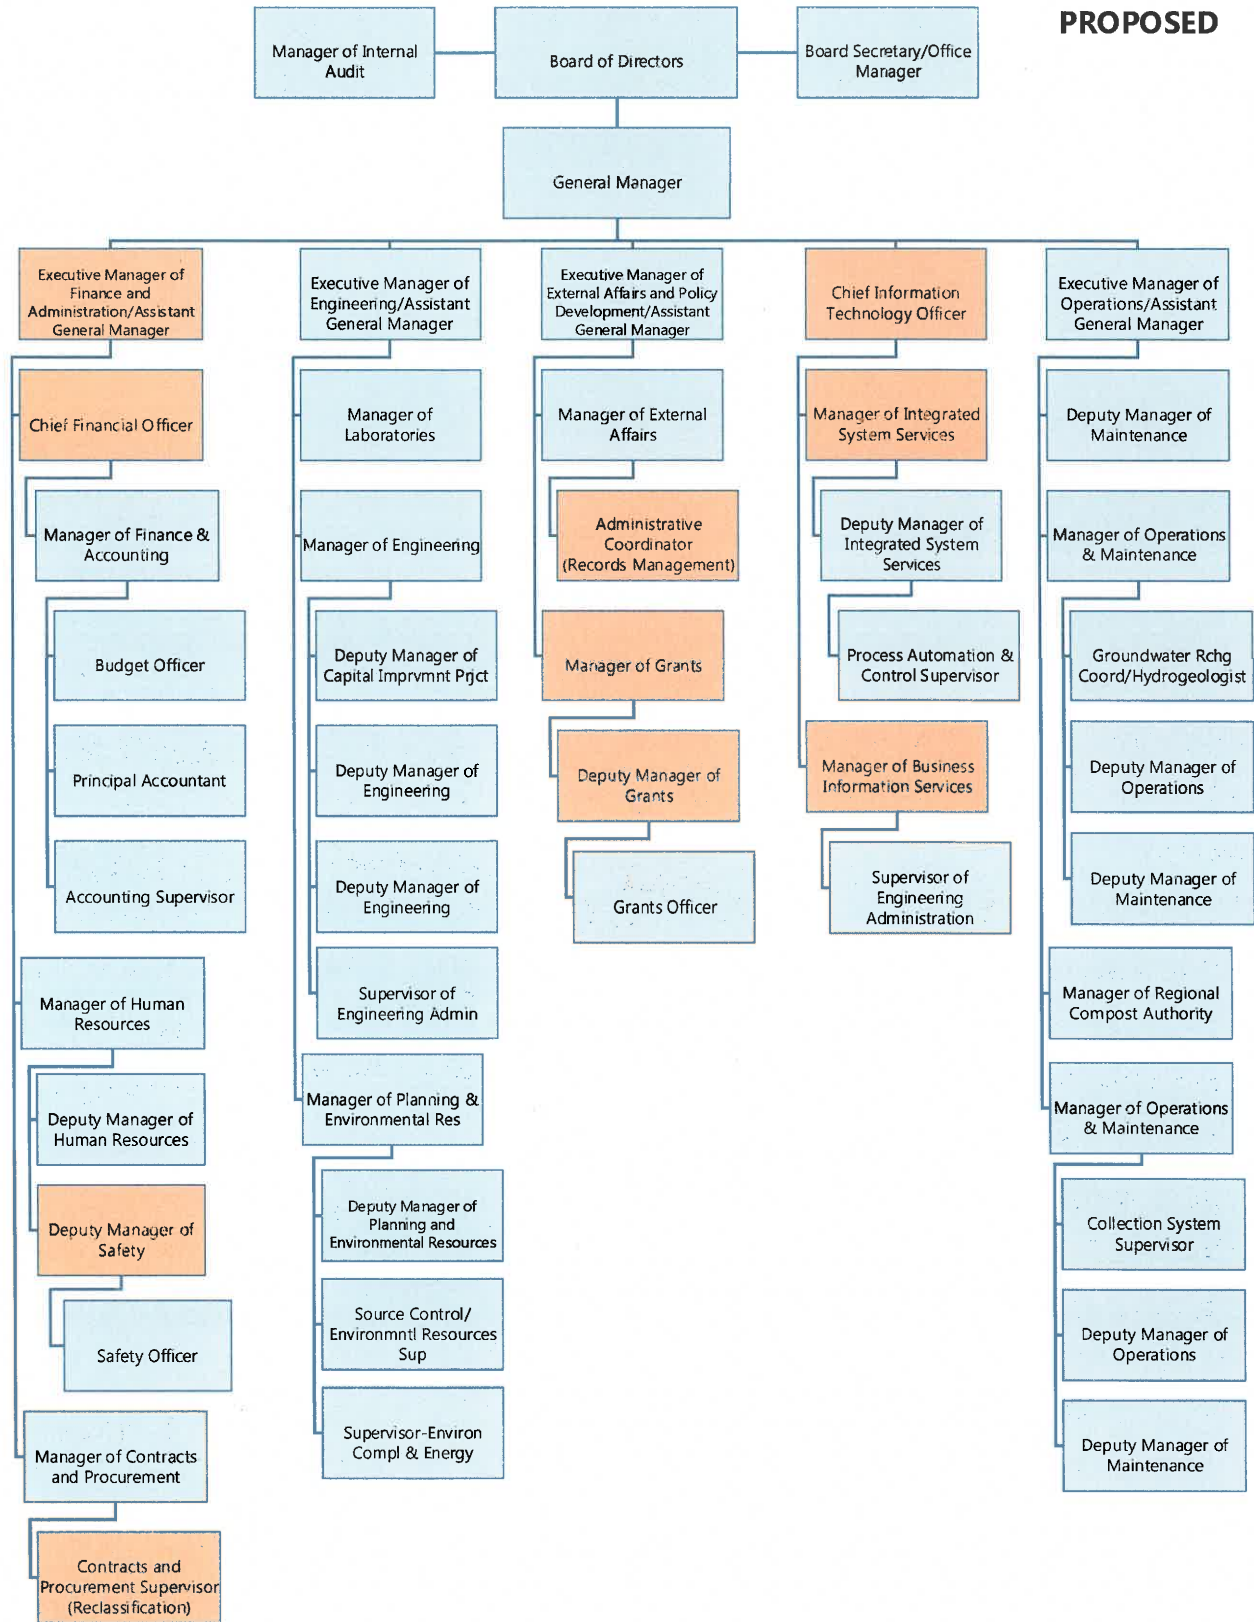 PROPOSED
Manager of Internal
Audit
Board of Directors
Board Secretary/Office
Manager
General Manager
Executive Manager of
Finance and
Administration/Assistant
General Manager
Chief Financial Officer
Manager of Finance &
Accounting
Budget Officer
Principal Accountant
Accounting Supervisor
Manager of Human
Resources
Deputy Manager of
Human Resources
Deputy Manager of
Safety
Safety Officer
Manager of Contracts
and Procurement
Contracts and
Procurement Supervisor
(Reclassification)
Executive Manager of
Engineering/Assistant
General Manager
Manager of
Laboratories
Manager of Engineering
Deputy Manager of
Capital Imprvmnt Prjct
Deputy Manager of
Engineering
Deputy Manager of
Engineering
Supervisor of
Engineering Admin
Manager of Planning &
Environmental Res
Deputy Manager of
Planning and
Environmental Resources
Source Control/
Environmntl Resources
Sup
Supervisor-Environ
Compl & Energy
Executive Manager of
External Affairs and Policy
Development/Assistant
General Manager
Manager of External
Affairs
Administrative
Coordinator
(Records Management)
Manager of Grants
Deputy Manager of
Grants
Grants Officer
Chief Information
Technology Officer
Manager of Integrated
System Services
Deputy Manager of
Integrated System
Services
Process Automation &
Control Supervisor
Manager of Business
Information Services
Supervisor of
Engineering
Administration
Executive Manager of
Operations/Assistant
General Manager
Deputy Manager of
Maintenance
Manager of Operations
& Maintenance
Groundwater Rchg
Coord/Hydrogeologist
Deputy Manager of
Operations
Deputy Manager of
Maintenance
Manager of Regional
Compost Authority
Manager of Operations
& Maintenance
Collection System
Supervisor
Deputy Manager of
Operations
Deputy Manager of
Maintenance